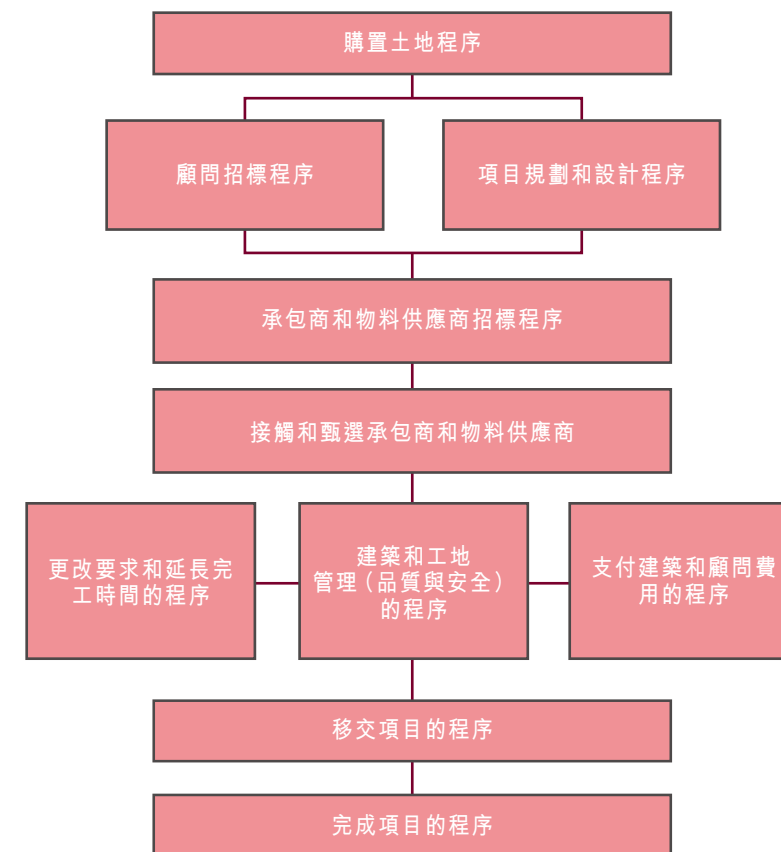 購置土地程序
顧問招標程序
項目規劃和設計程序
承包商和物料供應商招標程序
接觸和甄選承包商和物料供應商
更改要求和延長完
工時間的程序
建築和工地
管理（品質與安全）
的程序
支付建築和顧問費
用的程序
移交項目的程序
完成項目的程序